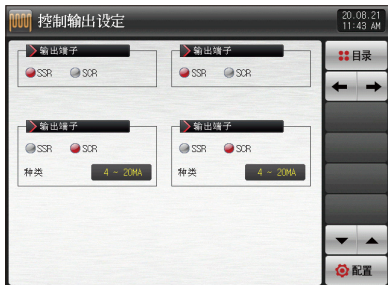 控制输出设定
20.08.21
11:43 AM
输出端子
SSR SCR
输出端子
SSR SCR
输出端子
SSR SCR
种类 4 ~ 20MA
输出端子
SSR SCR
种类 4 ~ 20MA
目录
配置